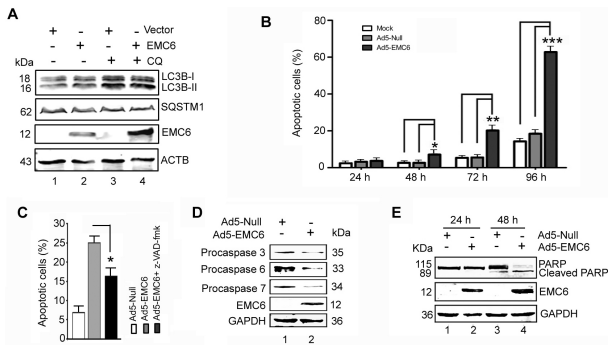 A
+ - + - Vector
- + - + EMC6
kDa - - + + CQ
18 LC3B-I
16 LC3B-II
62 SQSTM1
12 EMC6
43 ACTB
1 2 3 4
B
Apoptotic cells (%)
80
60
40
20
0
Mock
Ad5-Null
Ad5-EMC6
*
**
***
24 h 48 h 72 h 96 h
C
Apoptotic cells (%)
30
25
20
15
10
5
0
*
Ad5-Null
Ad5-EMC6
Ad5-EMC6+ z-VAD-fmk
D
Ad5-Null + -
Ad5-EMC6 - + kDa
Procaspase 3 35
Procaspase 6 33
Procaspase 7 34
EMC6 12
GAPDH 36
1 2
E
24 h 48 h
+ - + - Ad5-Null
KDa - + - + Ad5-EMC6
115 PARP
89 Cleaved PARP
12 EMC6
36 GAPDH
1 2 3 4